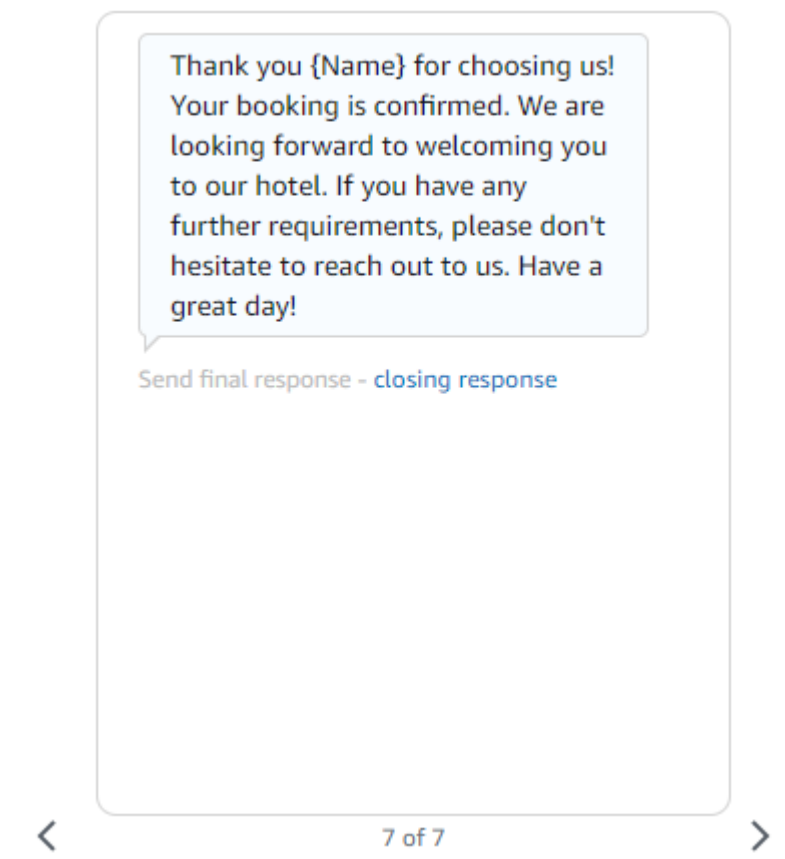 Thank you {Name} for choosing us!
Your booking is confirmed. We are
looking forward to welcoming you
to our hotel. If you have any
further requirements, please don't
hesitate to reach out to us. Have a
great day!
Send final response - closing response
7 of 7